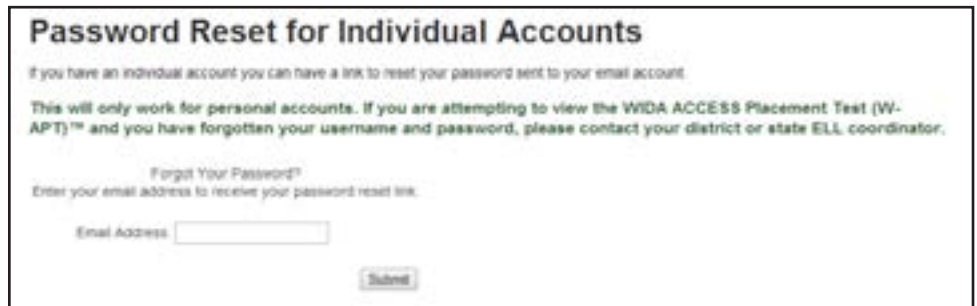 Password Reset for Individual Accounts
If you have an individual account you can have a link to reset your password sent to your email account.
This will only work for personal accounts. If you are attempting to view the WIDA ACCESS Placement Test (W-
APT)™ and you have forgotten your username and password, please contact your district or state ELL coordinator.
Forgot Your Password?
Enter your email address to receive your password reset link.
Email Address
Submit